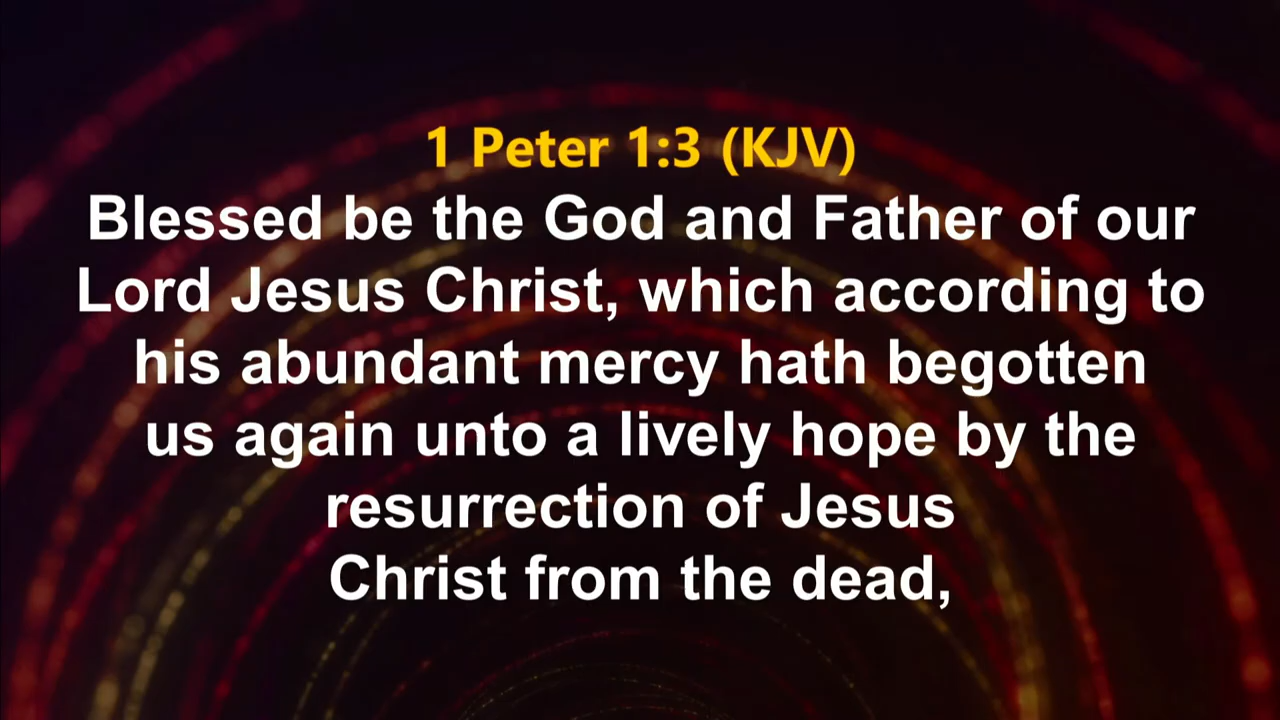 1 Peter 1:3 (KJV)
Blessed be the God and Father of our
Lord Jesus Christ, which according to
his abundant mercy hath begotten
us again unto a lively hope by the
resurrection of Jesus
Christ from the dead,